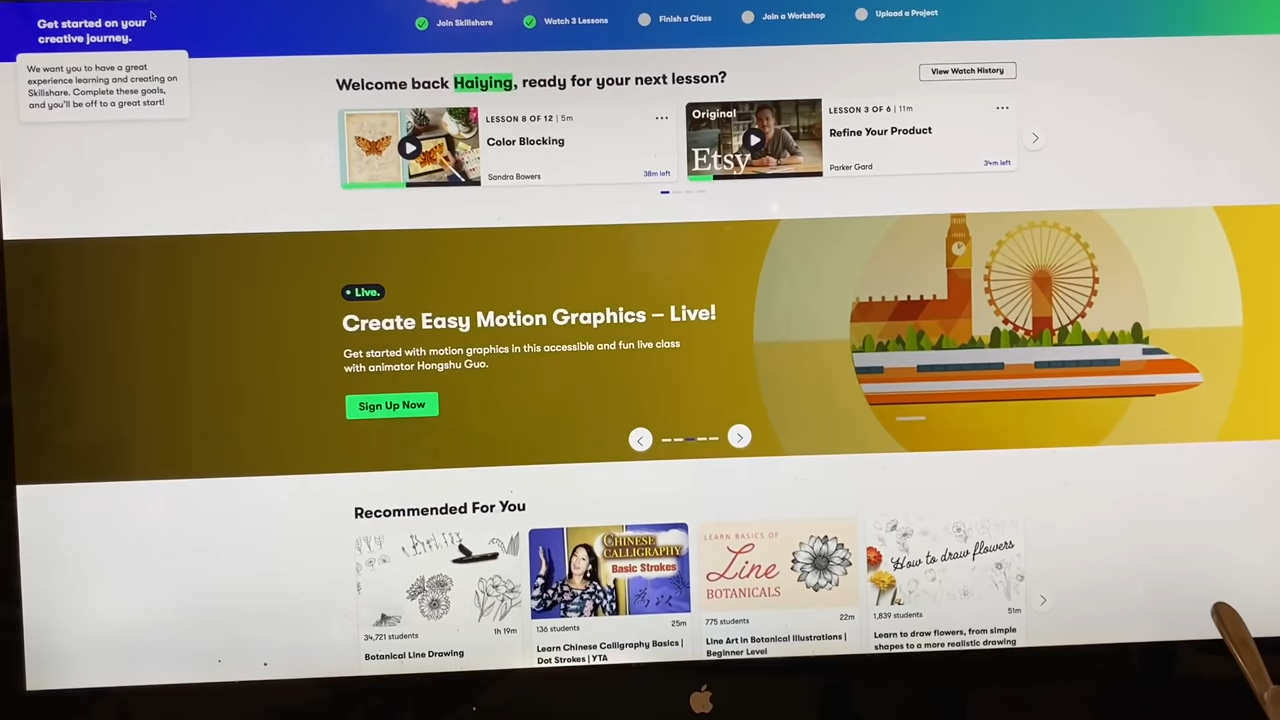 Get started on your
creative journey.
Join Skillshare
Watch 3 Lessons
Finish a Class
Join a Workshop
Upload a Project
We want you to have a great
experience learning and creating on
Skillshare. Complete these goals,
and you'll be off to a great start!
Welcome back Haiying, ready for your next lesson?
View Watch History
LESSON 8 OF 12 | 5m
Color Blocking
Sandra Bowers
38m left
Original
Etsy
LESSON 3 OF 6 | 11m
Refine Your Product
Parker Gard
34m left
• Live.
Create Easy Motion Graphics – Live!
Get started with motion graphics in this accessible and fun live class
with animator Hongshu Guo.
Sign Up Now
Recommended For You
34,721 students
1h 19m
Botanical Line Drawing
CHINESE
CALLIGRAPHY
Basic Strokes
136 students
25m
Learn Chinese Calligraphy Basics |
Dot Strokes | YTA
LEARN BASICS OF
Line
BOTANICALS
775 students
22m
Line Art in Botanical Illustrations |
Beginner Level
How to draw flowers
1,839 students
51m
Learn to draw flowers, from simple
shapes to a more realistic drawing